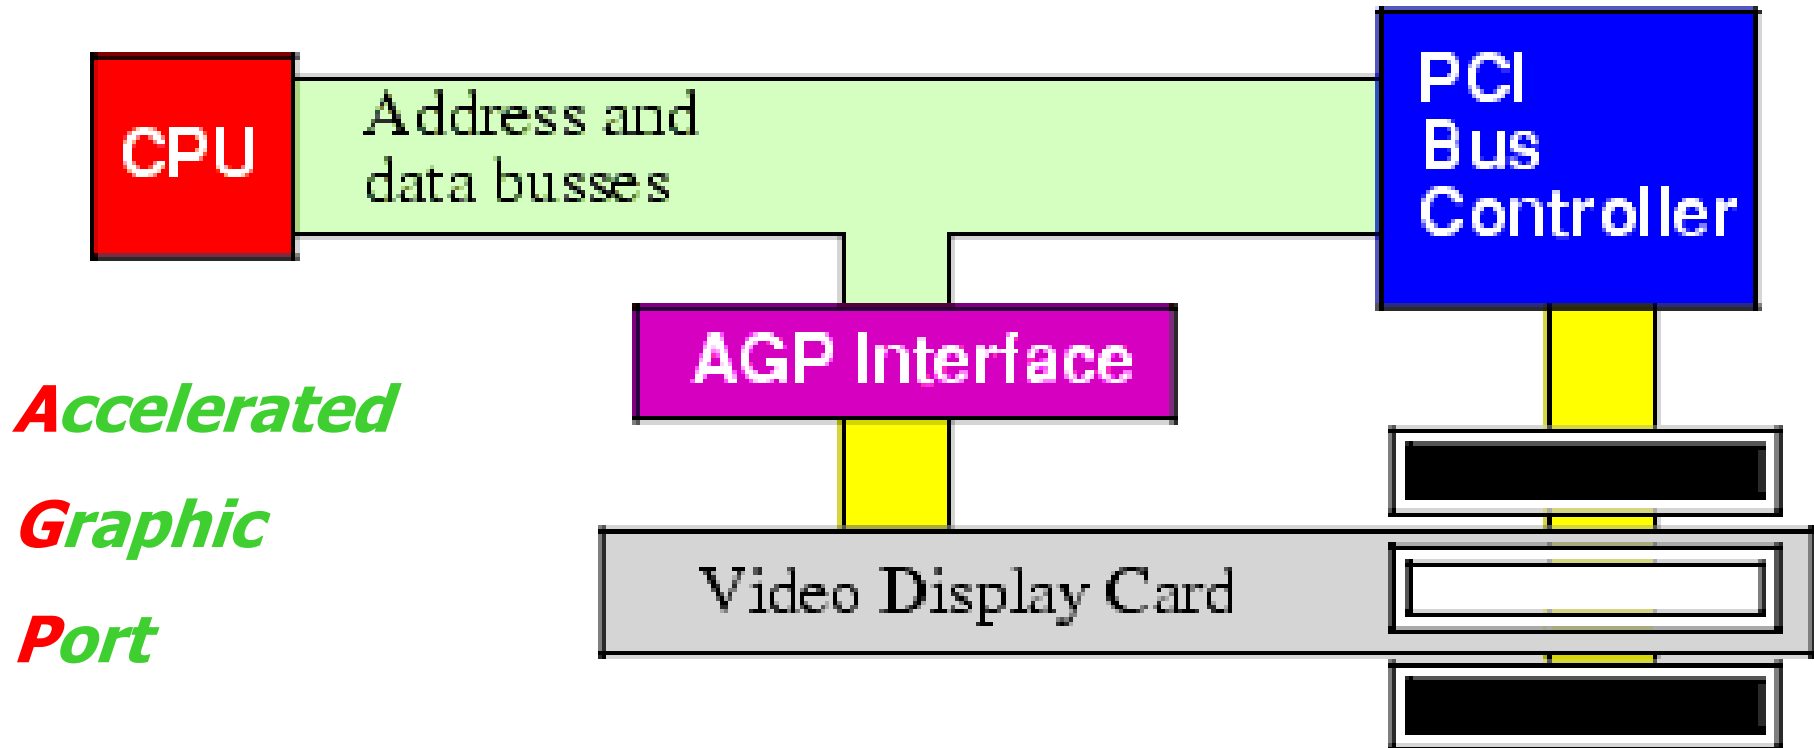 CPU
Address and
data busses
PCI
Bus
Controller
AGP Interface
Accelerated
Graphic
Port
Video Display Card